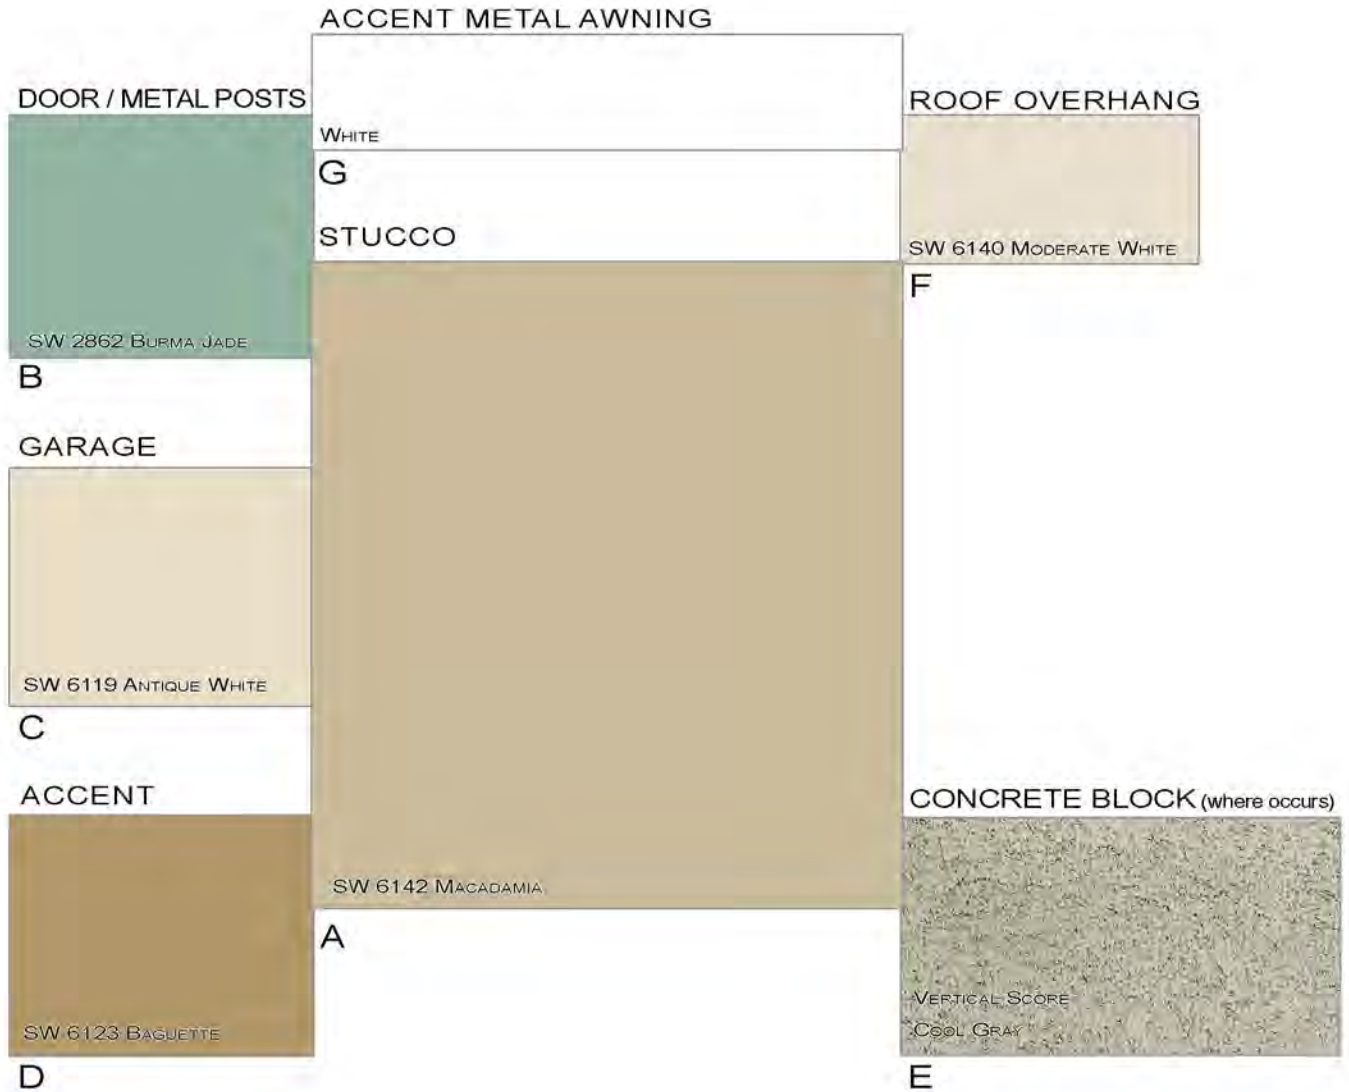 ACCENT METAL AWNING
WHITE
G
DOOR / METAL POSTS
SW 2862 BURMA JADE
B
ROOF OVERHANG
SW 6140 MODERATE WHITE
F
STUCCO
SW 6142 MACADAMIA
A
GARAGE
SW 6119 ANTIQUE WHITE
C
ACCENT
SW 6123 BAGUETTE
D
CONCRETE BLOCK (where occurs)
VERTICAL SCORE
COOL GRAY
E